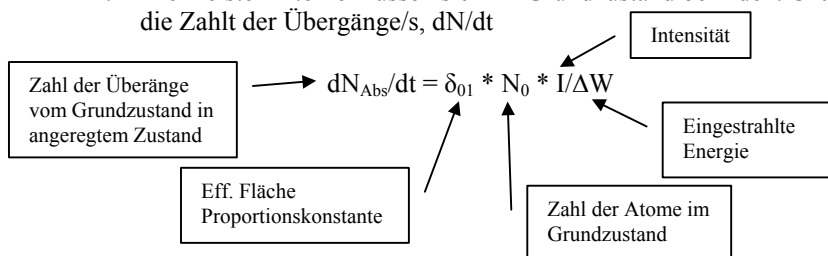 die Zahlt der Übergänge/s, dN/dt
Intensität
Zahl der Überänge
vom Grundzustand in
angeregtem Zustand
dN_Abs/dt = δ₀₁ * N₀ * I/ΔW
Eingestrahlte
Energie
Eff. Fläche
Proportionskonstante
Zahl der Atome im
Grundzustand